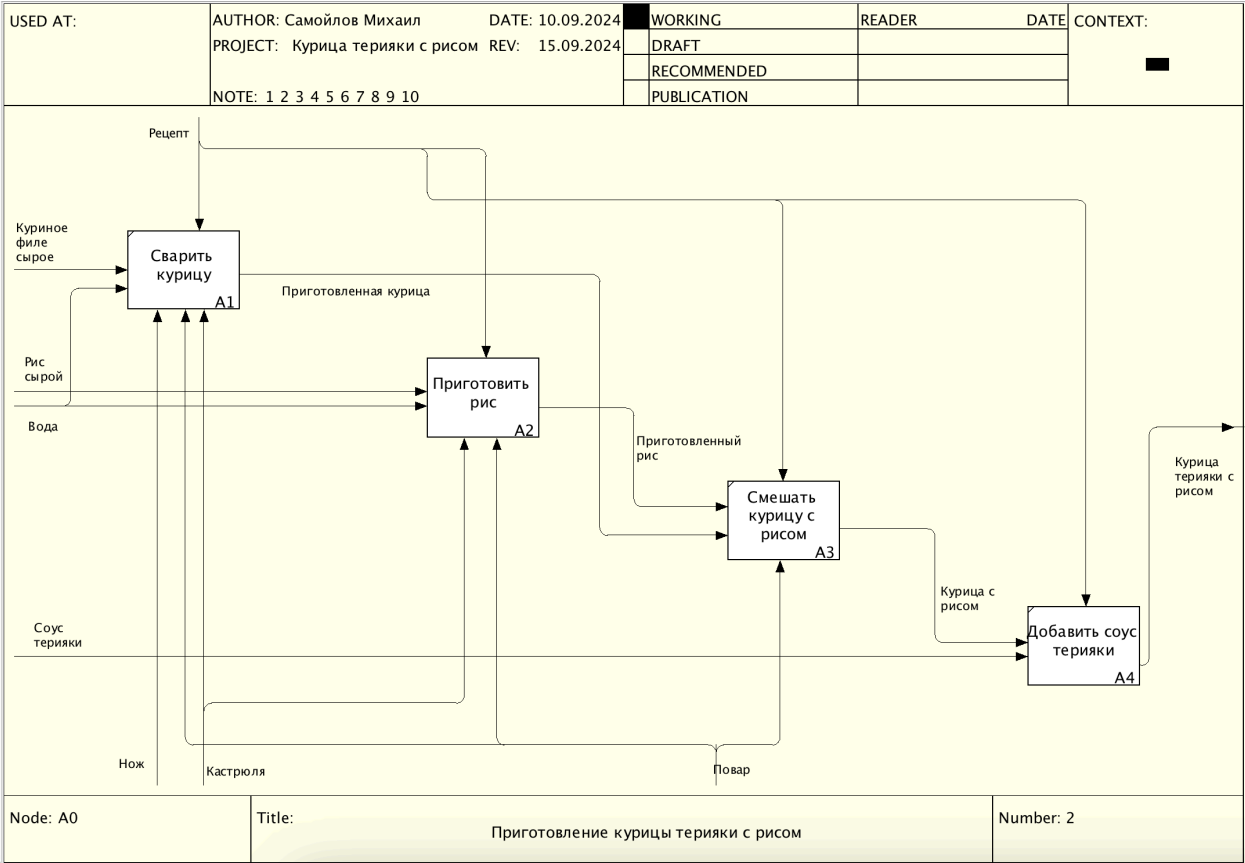 USED AT:
AUTHOR: Самойлов Михаил
DATE: 10.09.2024
PROJECT: Курица терияки с рисом
REV: 15.09.2024
NOTE: 1 2 3 4 5 6 7 8 9 10
WORKING
DRAFT
RECOMMENDED
PUBLICATION
READER
DATE
CONTEXT:
Рецепт
Куриное
филе
сырое
Сварить
курицу
A1
Приготовленная курица
Рис
сырой
Вода
Приготовить
рис
A2
Приготовленный
рис
Смешать
курицу с
рисом
A3
Курица
терияки с
рисом
Курица с
рисом
Соус
терияки
Добавить соус
терияки
A4
Нож
Кастрюля
Повар
Node: A0
Title:
Приготовление курицы терияки с рисом
Number: 2